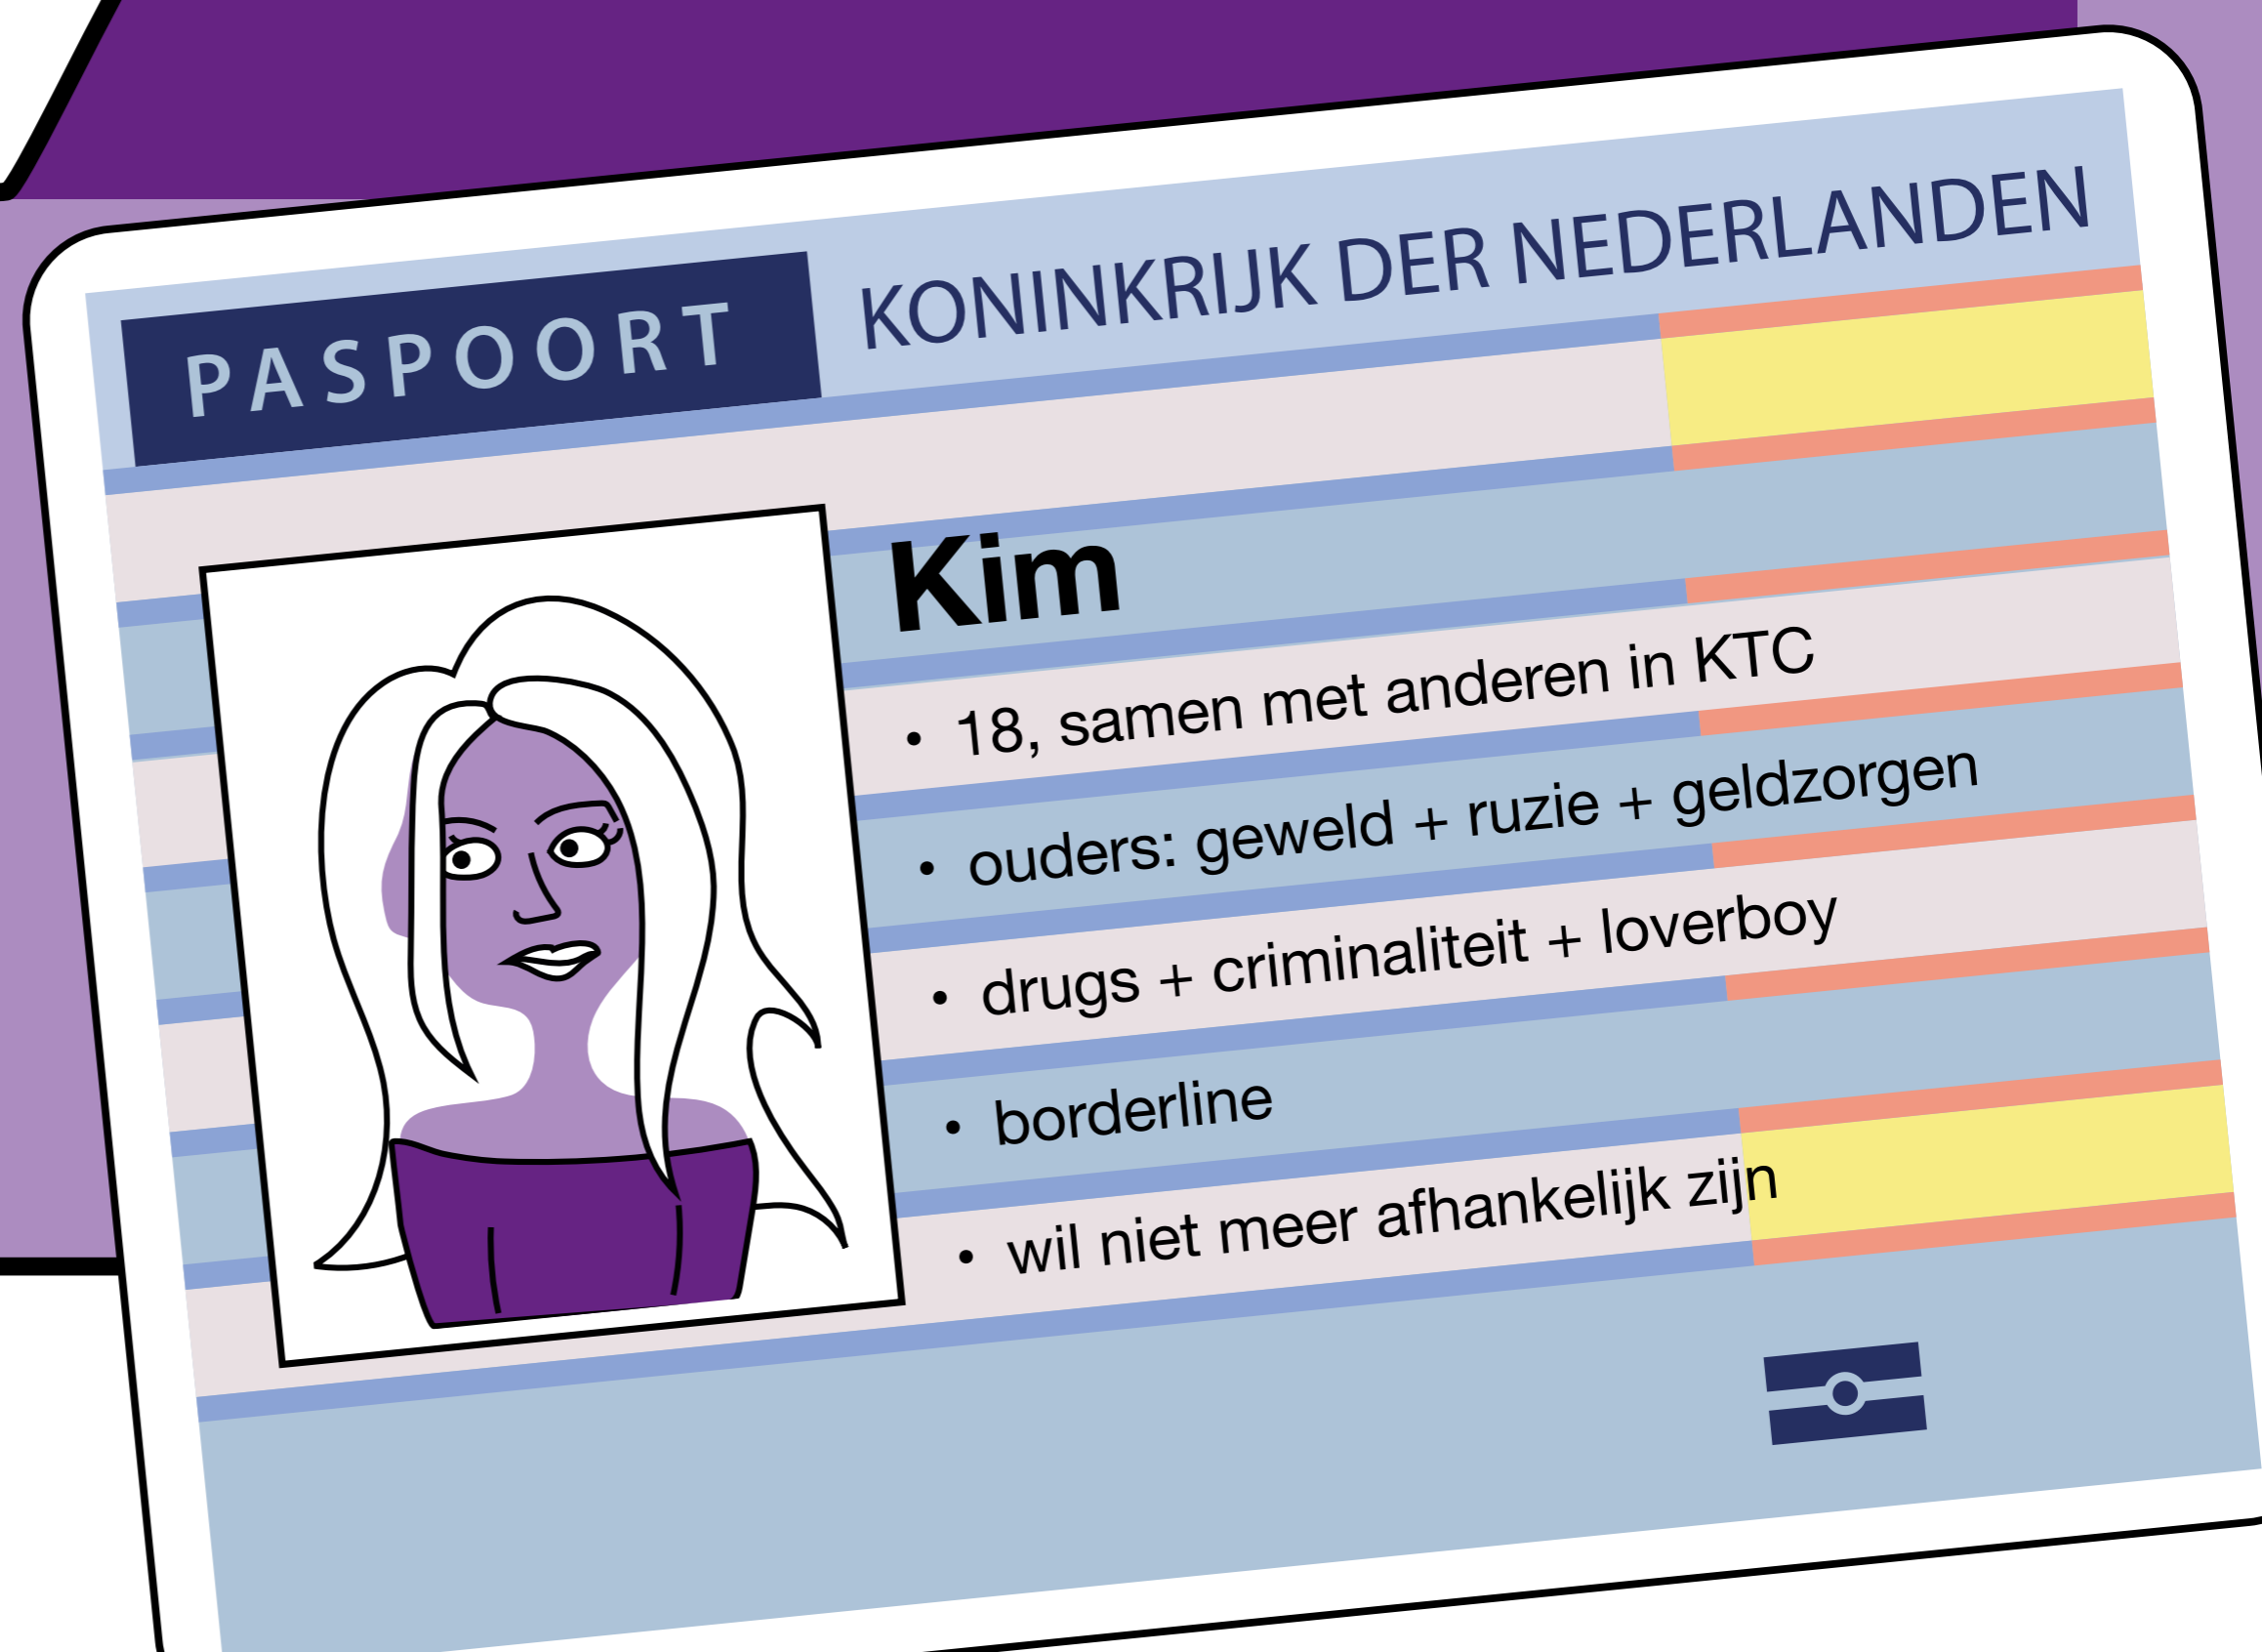 PASPOORT KONINKRIJK DER NEDERLANDEN
Kim
• 18, samen met anderen in KTC
• ouders: geweld + ruzie + geldzorgen
• drugs + criminaliteit + loverboy
• borderline
• wil niet meer afhankelijk zijn